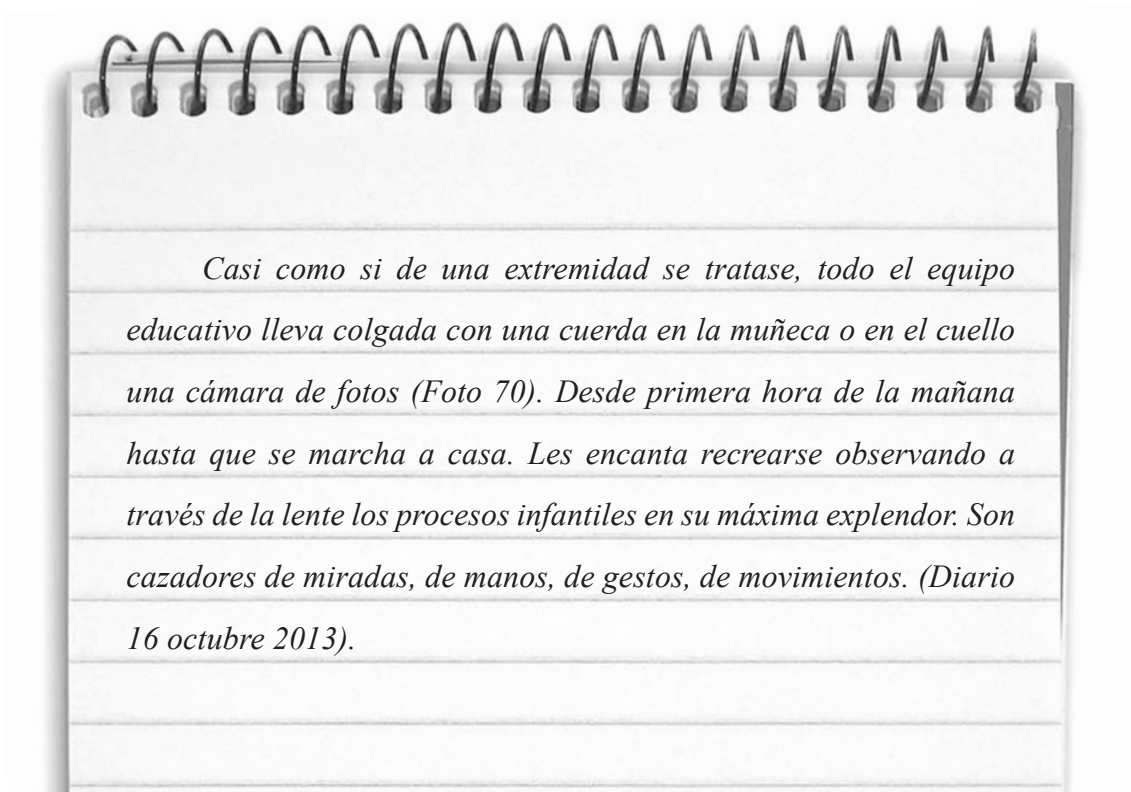 Casi como si de una extremidad se tratase, todo el equipo
educativo lleva colgada con una cuerda en la muñeca o en el cuello
una cámara de fotos (Foto 70). Desde primera hora de la mañana
hasta que se marcha a casa. Les encanta recrearse observando a
través de la lente los procesos infantiles en su máxima explendor. Son
cazadores de miradas, de manos, de gestos, de movimientos. (Diario
16 octubre 2013).